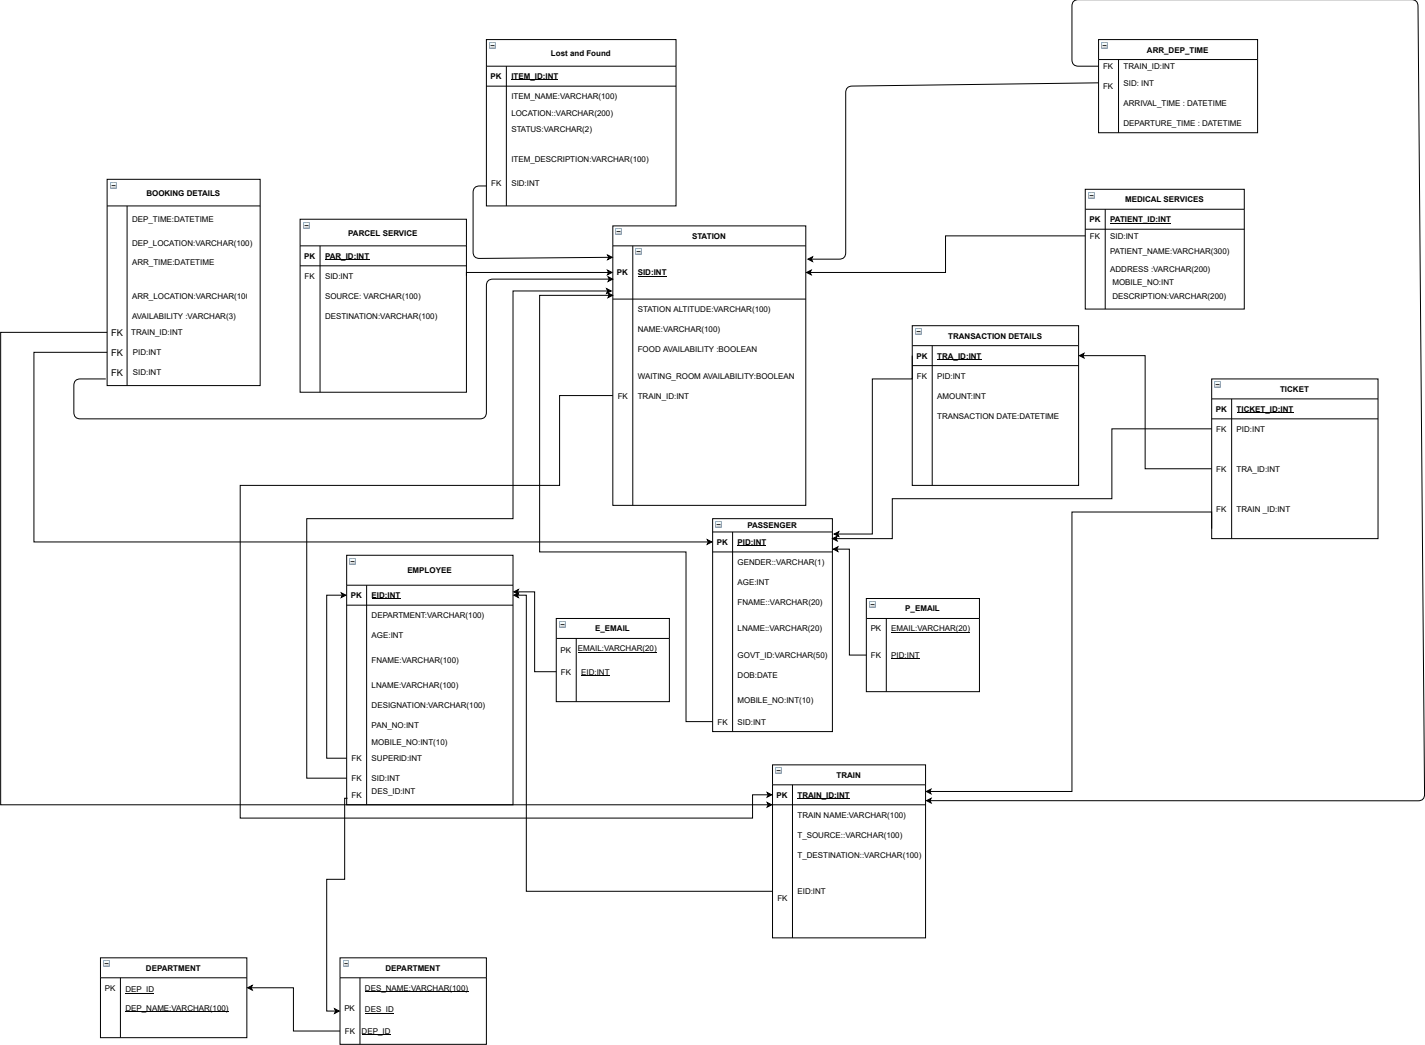 Lost and Found
PK ITEM_ID:INT
ITEM_NAME:VARCHAR(100)
LOCATION::VARCHAR(200)
STATUS:VARCHAR(2)
ITEM_DESCRIPTION:VARCHAR(100)
FK SID:INT
ARR_DEP_TIME
FK TRAIN_ID:INT
FK SID: INT
ARRIVAL_TIME : DATETIME
DEPARTURE_TIME : DATETIME
BOOKING DETAILS
DEP_TIME:DATETIME
DEP_LOCATION:VARCHAR(100)
ARR_TIME:DATETIME
ARR_LOCATION:VARCHAR(10
AVAILABILITY :VARCHAR(3)
FK TRAIN_ID:INT
FK PID:INT
FK SID:INT
PARCEL SERVICE
PK PAR_ID:INT
FK SID:INT
SOURCE: VARCHAR(100)
DESTINATION:VARCHAR(100)
STATION
PK SID:INT
STATION ALTITUDE:VARCHAR(100)
NAME:VARCHAR(100)
FOOD AVAILABILITY :BOOLEAN
WAITING_ROOM AVAILABILITY:BOOLEAN
FK TRAIN_ID:INT
MEDICAL SERVICES
PK PATIENT_ID:INT
FK SID:INT
PATIENT_NAME:VARCHAR(300)
ADDRESS :VARCHAR(200)
MOBILE_NO:INT
DESCRIPTION:VARCHAR(200)
TRANSACTION DETAILS
PK TRA_ID:INT
FK PID:INT
AMOUNT:INT
TRANSACTION DATE:DATETIME
TICKET
PK TICKET_ID:INT
FK PID:INT
FK TRA_ID:INT
FK TRAIN _ID:INT
PASSENGER
PK PID:INT
GENDER::VARCHAR(1)
AGE:INT
FNAME::VARCHAR(20)
LNAME::VARCHAR(20)
GOVT_ID:VARCHAR(50)
DOB:DATE
MOBILE_NO:INT(10)
FK SID:INT
EMPLOYEE
PK EID:INT
DEPARTMENT:VARCHAR(100)
AGE:INT
FNAME:VARCHAR(100)
LNAME:VARCHAR(100)
DESIGNATION:VARCHAR(100)
PAN_NO:INT
MOBILE_NO:INT(10)
FK SUPERID:INT
FK SID:INT
FK DES_ID:INT
E_EMAIL
PK EMAIL:VARCHAR(20)
FK EID:INT
P_EMAIL
PK EMAIL:VARCHAR(20)
FK PID:INT
TRAIN
PK TRAIN_ID:INT
TRAIN NAME:VARCHAR(100)
T_SOURCE::VARCHAR(100)
T_DESTINATION::VARCHAR(100)
EID:INT
FK
DEPARTMENT
PK DEP_ID
DEP_NAME:VARCHAR(100)
DEPARTMENT
DES_NAME:VARCHAR(100)
PK DES_ID
FK DEP_ID